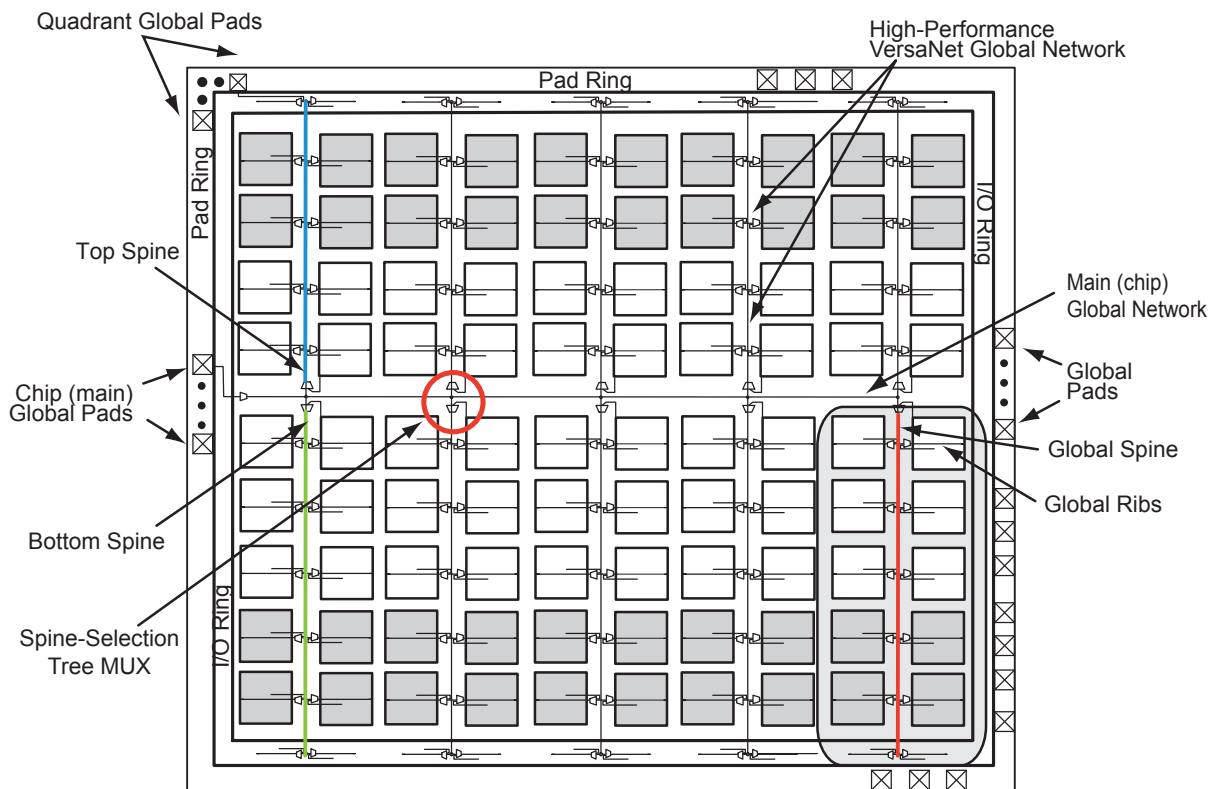 Quadrant Global Pads
High-Performance
VersaNet Global Network
Pad Ring
Pad Ring
I/O Ring
Top Spine
Main (chip)
Global Network
Chip (main)
Global Pads
Global
Pads
Global Spine
Global Ribs
Bottom Spine
I/O Ring
Spine-Selection
Tree MUX